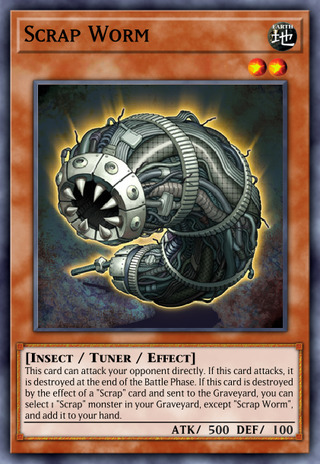 Scrap Worm
EARTH
地
[Insect / Tuner / Effect]
This card can attack your opponent directly. If this card attacks, it
is destroyed at the end of the Battle Phase. If this card is destroyed
by the effect of a "Scrap" card and sent to the Graveyard, you can
select 1 "Scrap" monster in your Graveyard, except "Scrap Worm",
and add it to your hand.
ATK/ 500 DEF/ 100